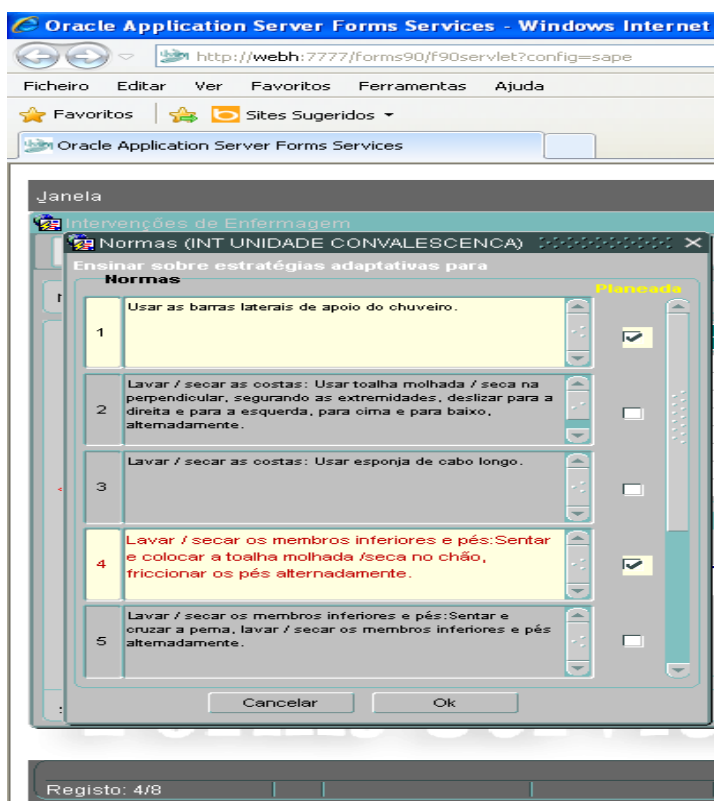 Oracle Application Server Forms Services - Windows Internet
http://webh:7777/forms90/f90servlet?config=sape
Ficheiro Editar Ver Favoritos Ferramentas Ajuda
Favoritos Sites Sugeridos
Oracle Application Server Forms Services
Janela
Intervenções de Enfermagem
Normas (INT UNIDADE CONVALESCENCA)
Ensinar sobre estratégias adaptativas para
Normas
Planeada
1
Usar as barras laterais de apoio do chuveiro.
2
Lavar / secar as costas: Usar toalha molhada / seca na
perpendicular, segurando as extremidades, deslizar para a
direita e para a esquerda, para cima e para baixo,
alternadamente.
3
Lavar / secar as costas: Usar esponja de cabo longo.
4
Lavar / secar os membros inferiores e pés:Sentar
e colocar a toalha molhada /seca no chão,
friccionar os pés alternadamente.
5
Lavar / secar os membros inferiores e pés:Sentar e
cruzar a perna, lavar / secar os membros inferiores e pés
alternadamente.
Cancelar Ok
Registo: 4/8